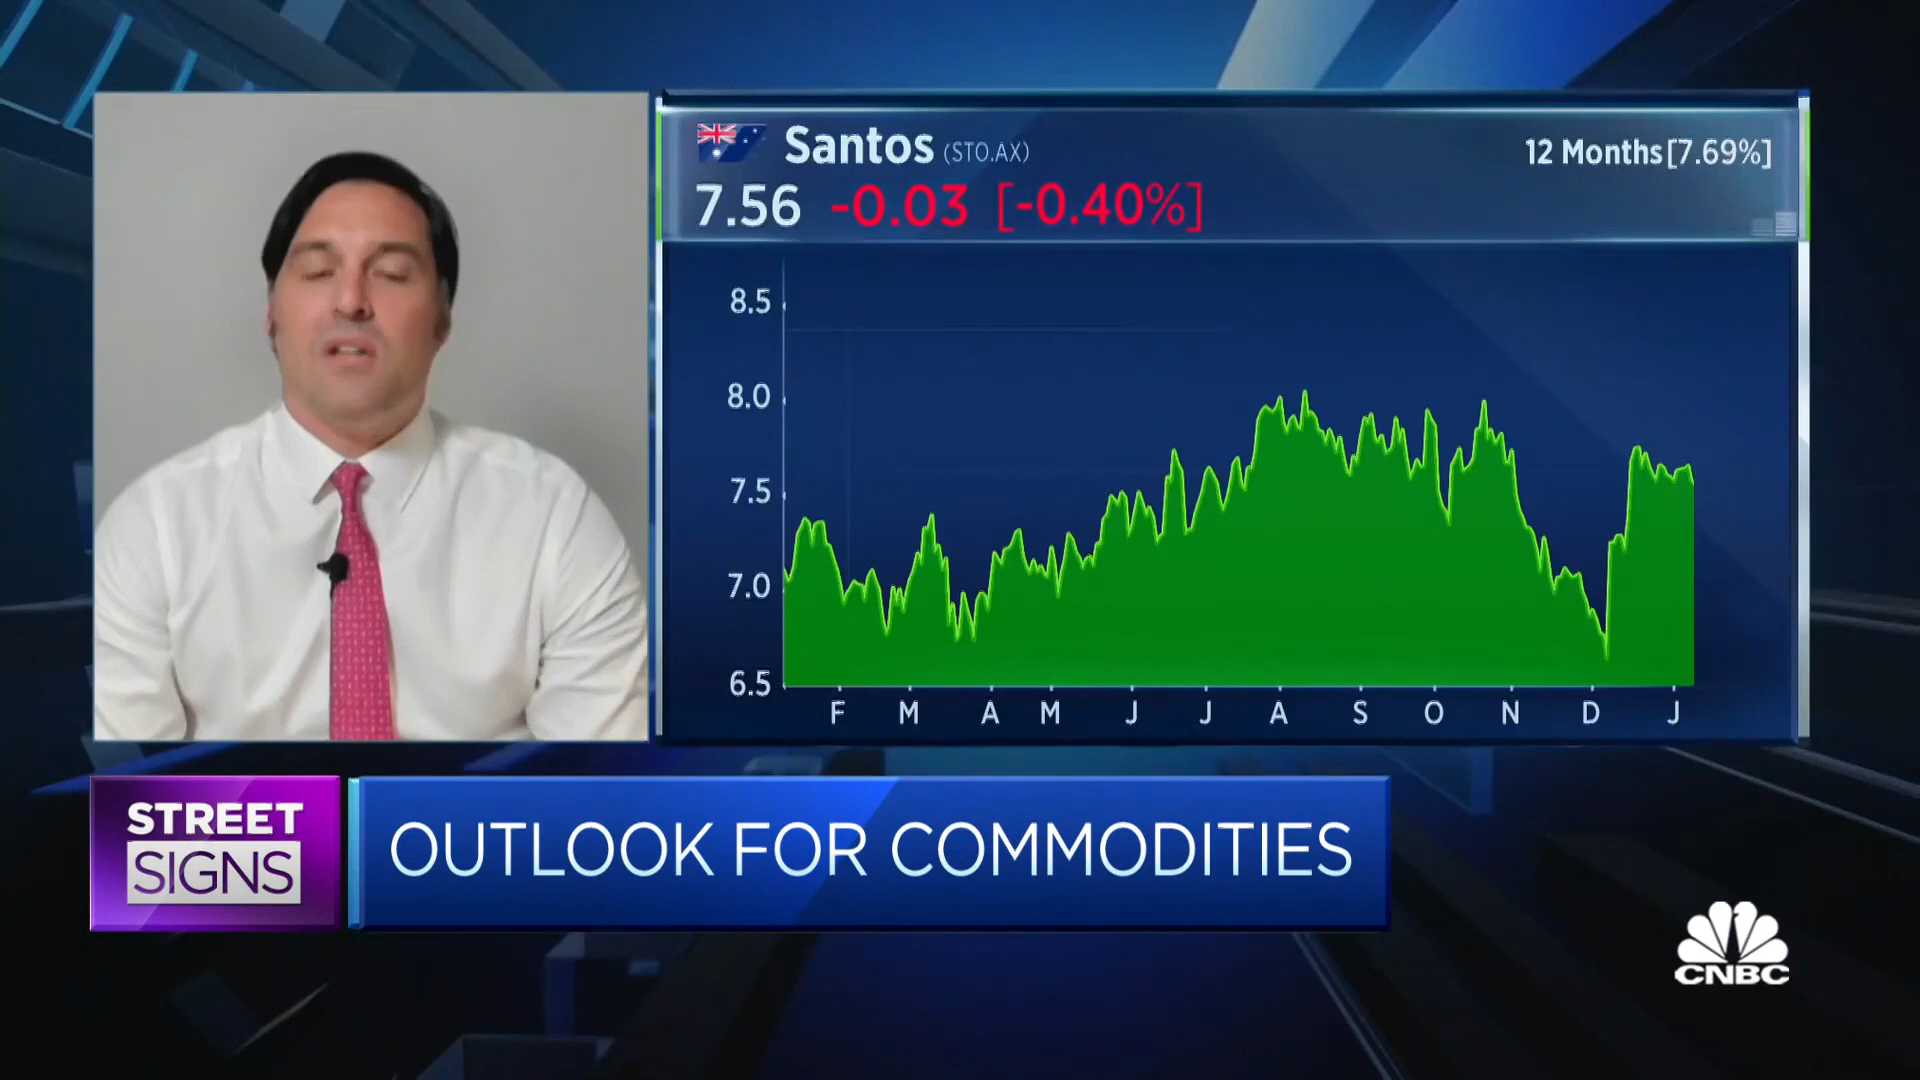 Santos (STO.AX)
12 Months [7.69%]
7.56 -0.03 [-0.40%]
8.5
8.0
7.5
7.0
6.5
F M A M J J A S O N D J
STREET
SIGNS
OUTLOOK FOR COMMODITIES
CNBC